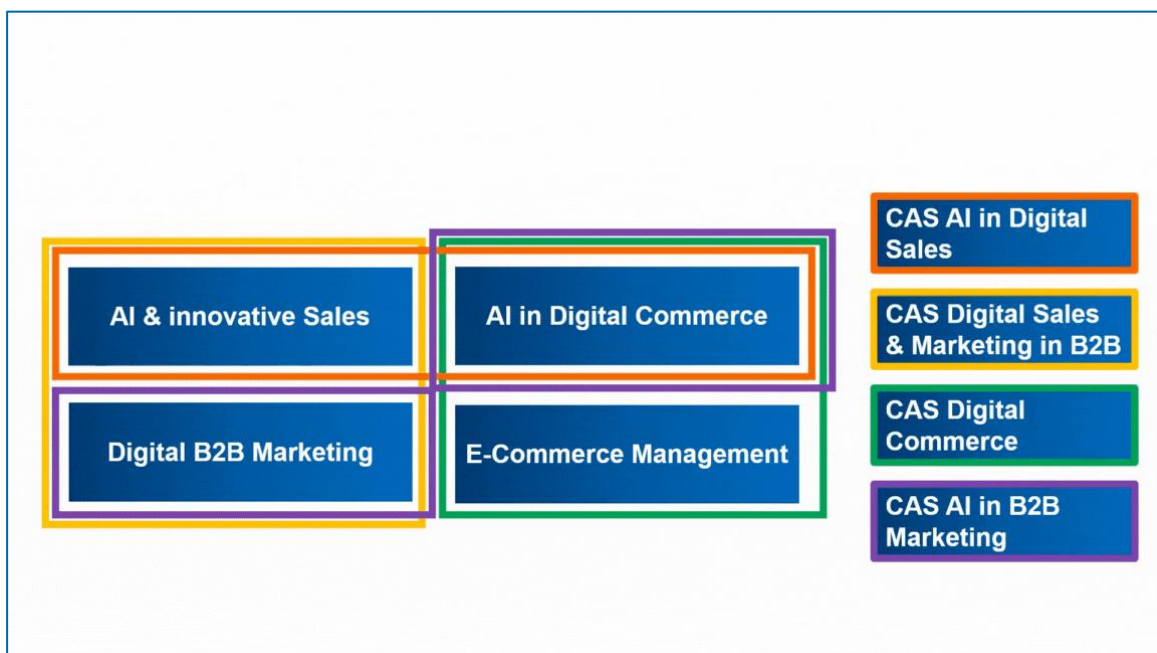 AI & innovative Sales
AI in Digital Commerce
Digital B2B Marketing
E-Commerce Management
CAS AI in Digital
Sales
CAS Digital Sales
& Marketing in B2B
CAS Digital
Commerce
CAS AI in B2B
Marketing